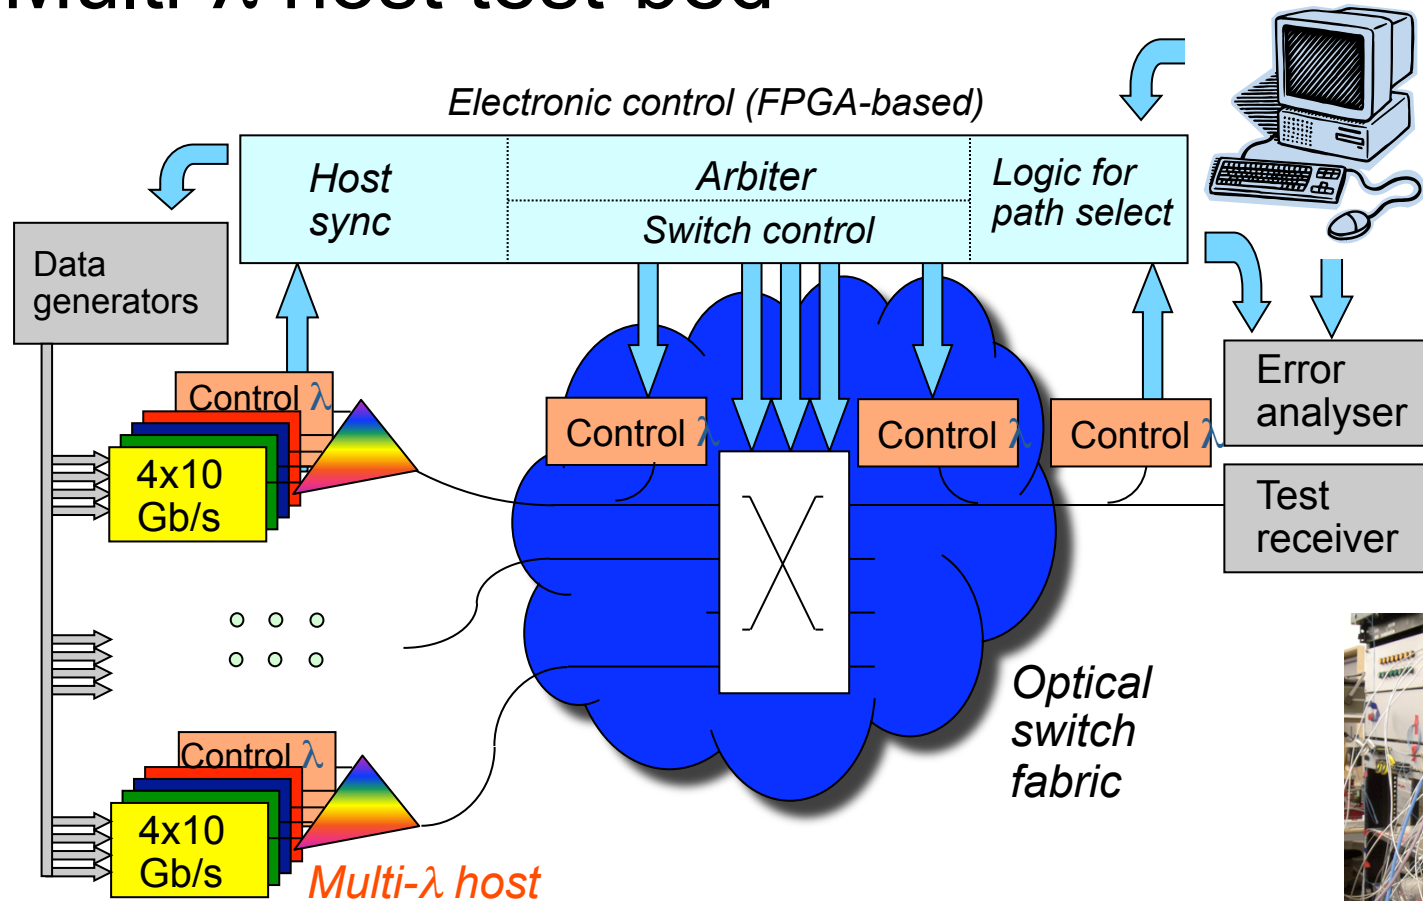 Multi-λ host test-bed
Electronic control (FPGA-based)
Host
sync
Arbiter
Switch control
Logic for
path select
Data
generators
Control λ
4x10
Gb/s
Control λ
Control λ
Control λ
Error
analyser
Test
receiver
Optical
switch
fabric
Control λ
4x10
Gb/s
Multi-λ host